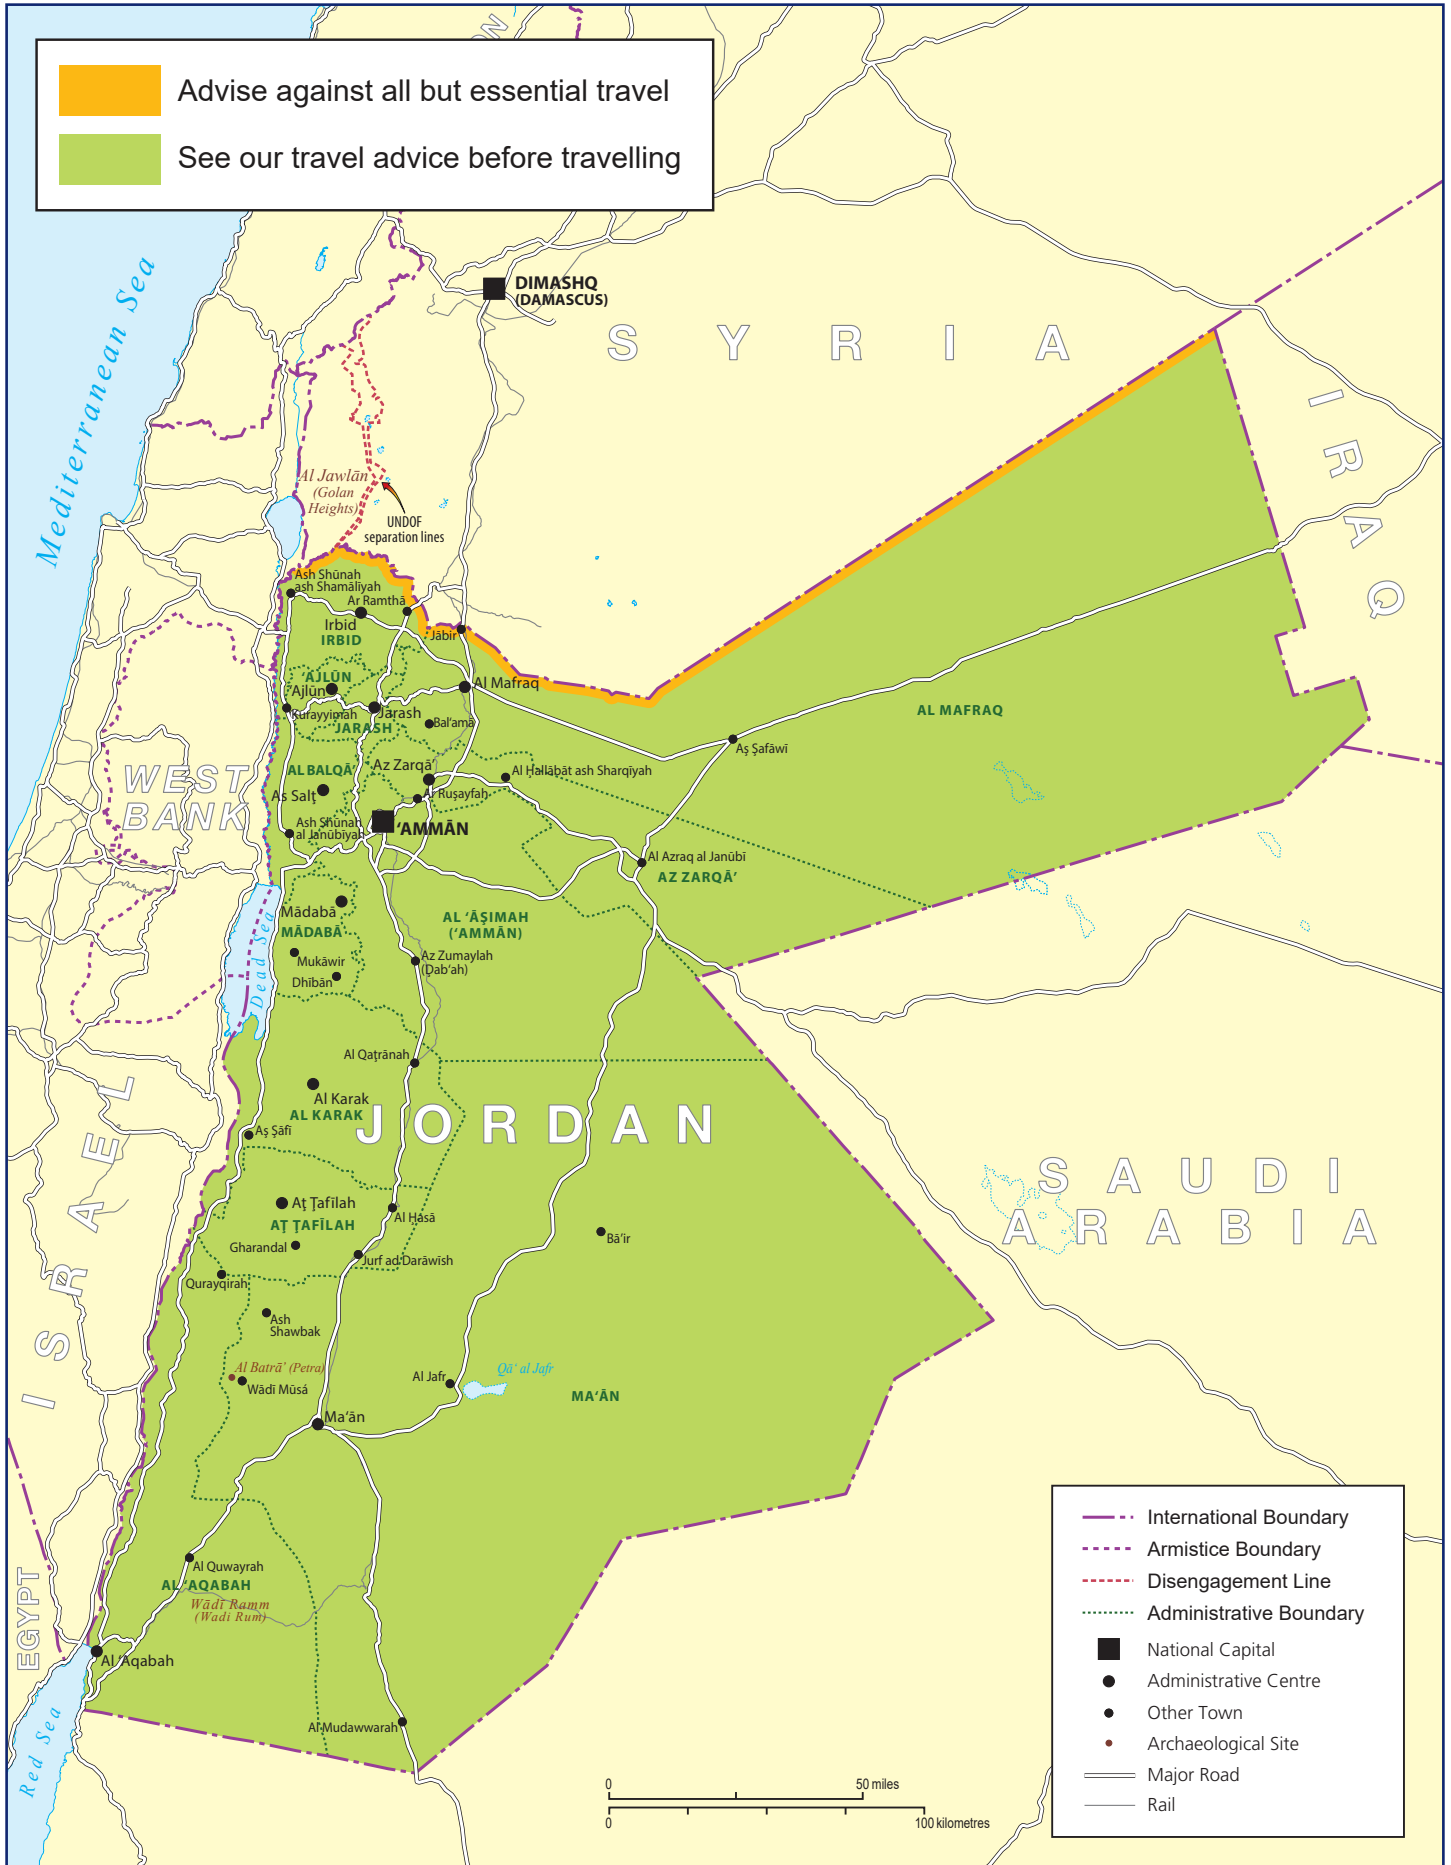 Advise against all but essential travel
See our travel advice before travelling
ON
Mediterranean Sea
DIMASHQ
(DAMASCUS)
SYRIA
IRAQ
Al Jawlān
(Golan
Heights)
UNDOF
separation lines
Ash Shūnah
ash Shamālīyah
Ar Ramthā
Irbid
IRBID
Jābir
'AJLŪN
'Ajlūn
Al Mafraq
Kurayyimah
Jarash
JARASH
Bal'amā
AL MAFRAQ
Aş Şafāwī
WEST
BANK
AL BALQĀ'
Az Zarqā'
Al Ḩallābāt ash Sharqīyah
As Salţ
Ar Ruşayfah
Ash Shūnah
al Janūbīyah
'AMMĀN
Al Azraq al Janūbī
AZ ZARQĀ'
Mādabā
MĀDABĀ
AL 'ĀŞIMAH
('AMMĀN)
Dead Sea
Mukāwir
Dhībān
Az Zumaylah
(Ḑab'ah)
Al Qaţrānah
Al Karak
AL KARAK
JORDAN
ISRAEL
Aş Şāfī
SAUDI
ARABIA
Aţ Ţafīlah
AŢ ŢAFĪLAH
Al Ḩasā
Gharandal
Jurf ad Darāwīsh
Bā'ir
Qurayqirah
Ash
Shawbak
Al Batrā' (Petra)
Wādī Mūsá
Al Jafr
Qā' al Jafr
MA'ĀN
Ma'ān
Al Quwayrah
AL 'AQABAH
Wādī Ramm
(Wadi Rum)
EGYPT
Al 'Aqabah
Red Sea
Al Mudawwarah
0
50 miles
0
100 kilometres
International Boundary
Armistice Boundary
Disengagement Line
Administrative Boundary
National Capital
Administrative Centre
Other Town
Archaeological Site
Major Road
Rail